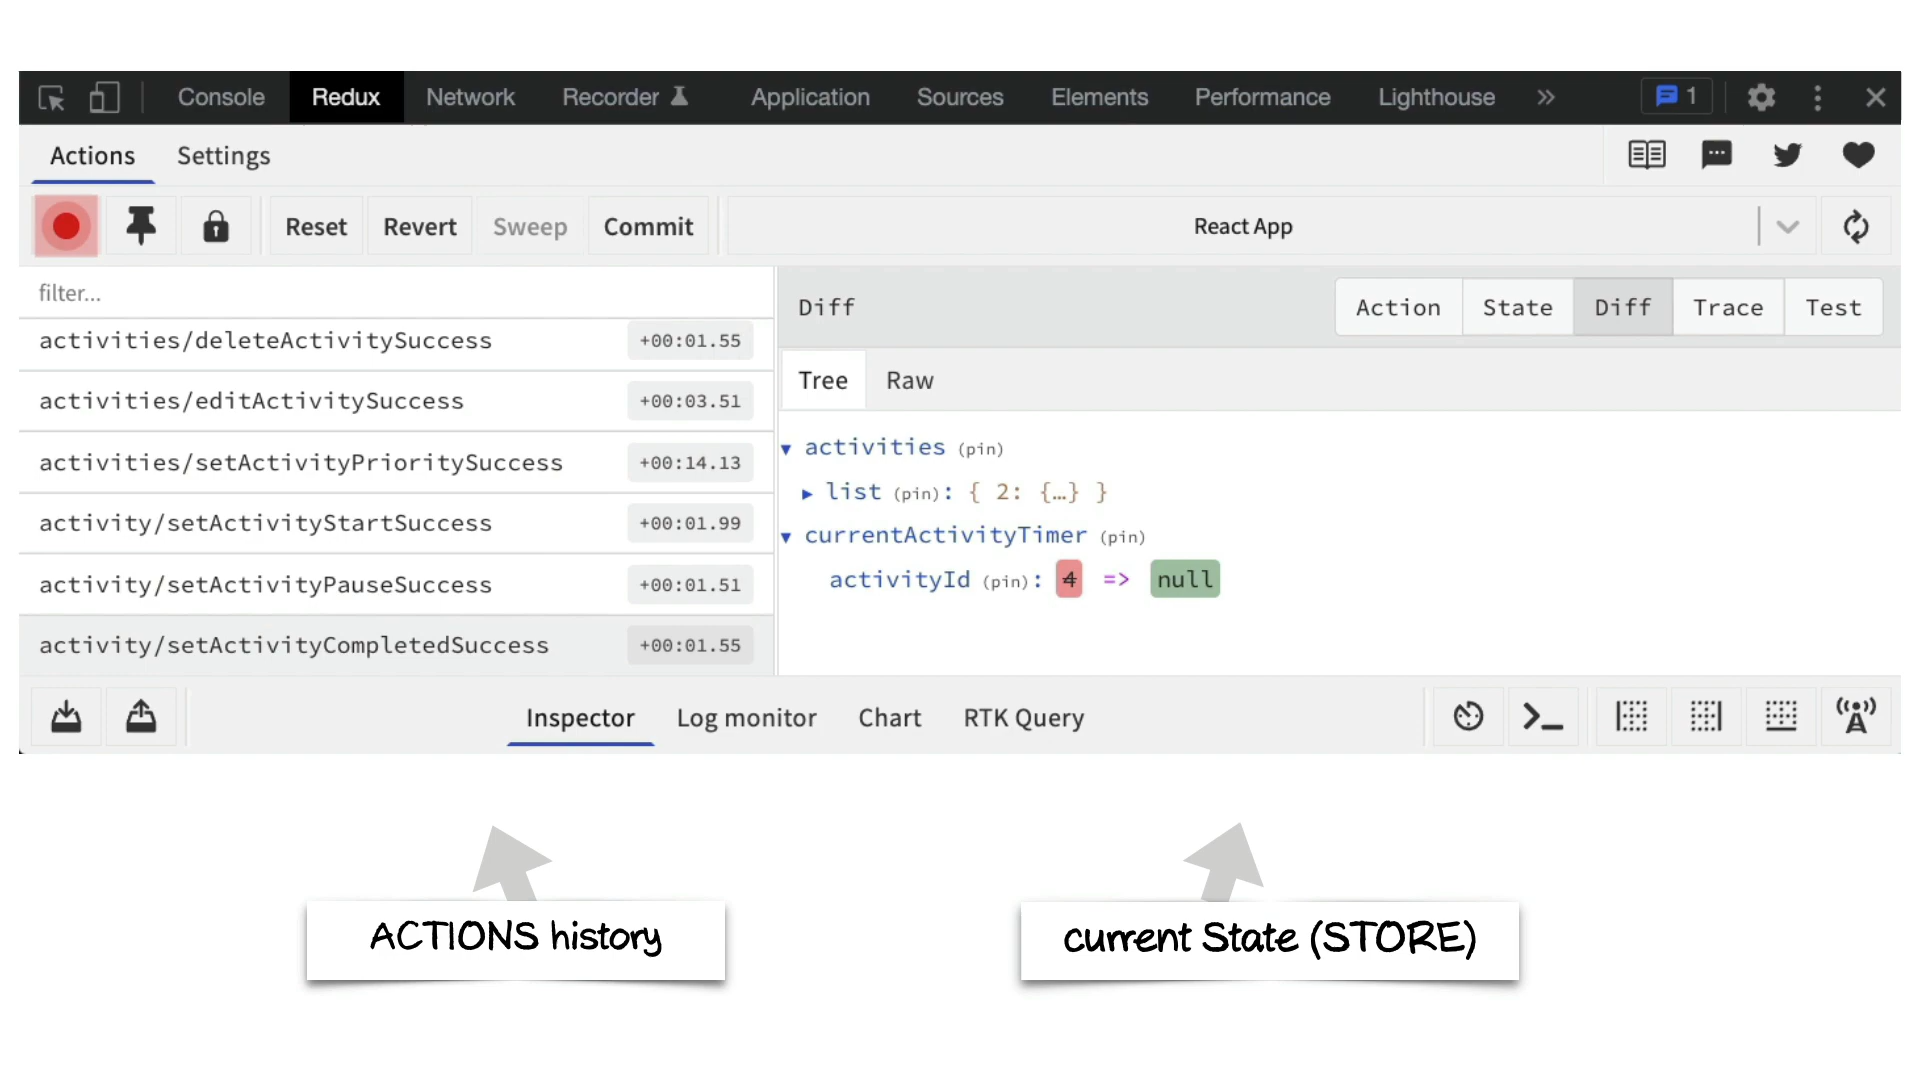 Console Redux Network Recorder Application Sources Elements Performance Lighthouse » 1
Actions Settings
Reset Revert Sweep Commit React App
filter...
activities/deleteActivitySuccess +00:01.55
activities/editActivitySuccess +00:03.51
activities/setActivityPrioritySuccess +00:14.13
activity/setActivityStartSuccess +00:01.99
activity/setActivityPauseSuccess +00:01.51
activity/setActivityCompletedSuccess +00:01.55
Diff Action State Diff Trace Test
Tree Raw
activities (pin)
list (pin): { 2: {…} }
currentActivityTimer (pin)
activityId (pin): 4 => null
Inspector Log monitor Chart RTK Query
ACTIONS history
current State (STORE)